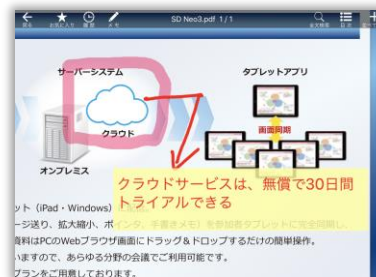 SD Neo3.pdf 1/1
サーバーシステム
クラウド
オンプレミス
タブレットアプリ
画面同期
クラウドサービスは、無償で30日間
トライアルできる
ット（iPad・Windows）
ージ送り、拡大縮小、ポインタ、手書きメモ）を参加者タブレットに完全同期し、
資料はPCのWebブラウザ画面にドラッグ＆ドロップするだけの簡単操作。
いますので、あらゆる分野の会議でご利用可能です。
プランをご用意しております。